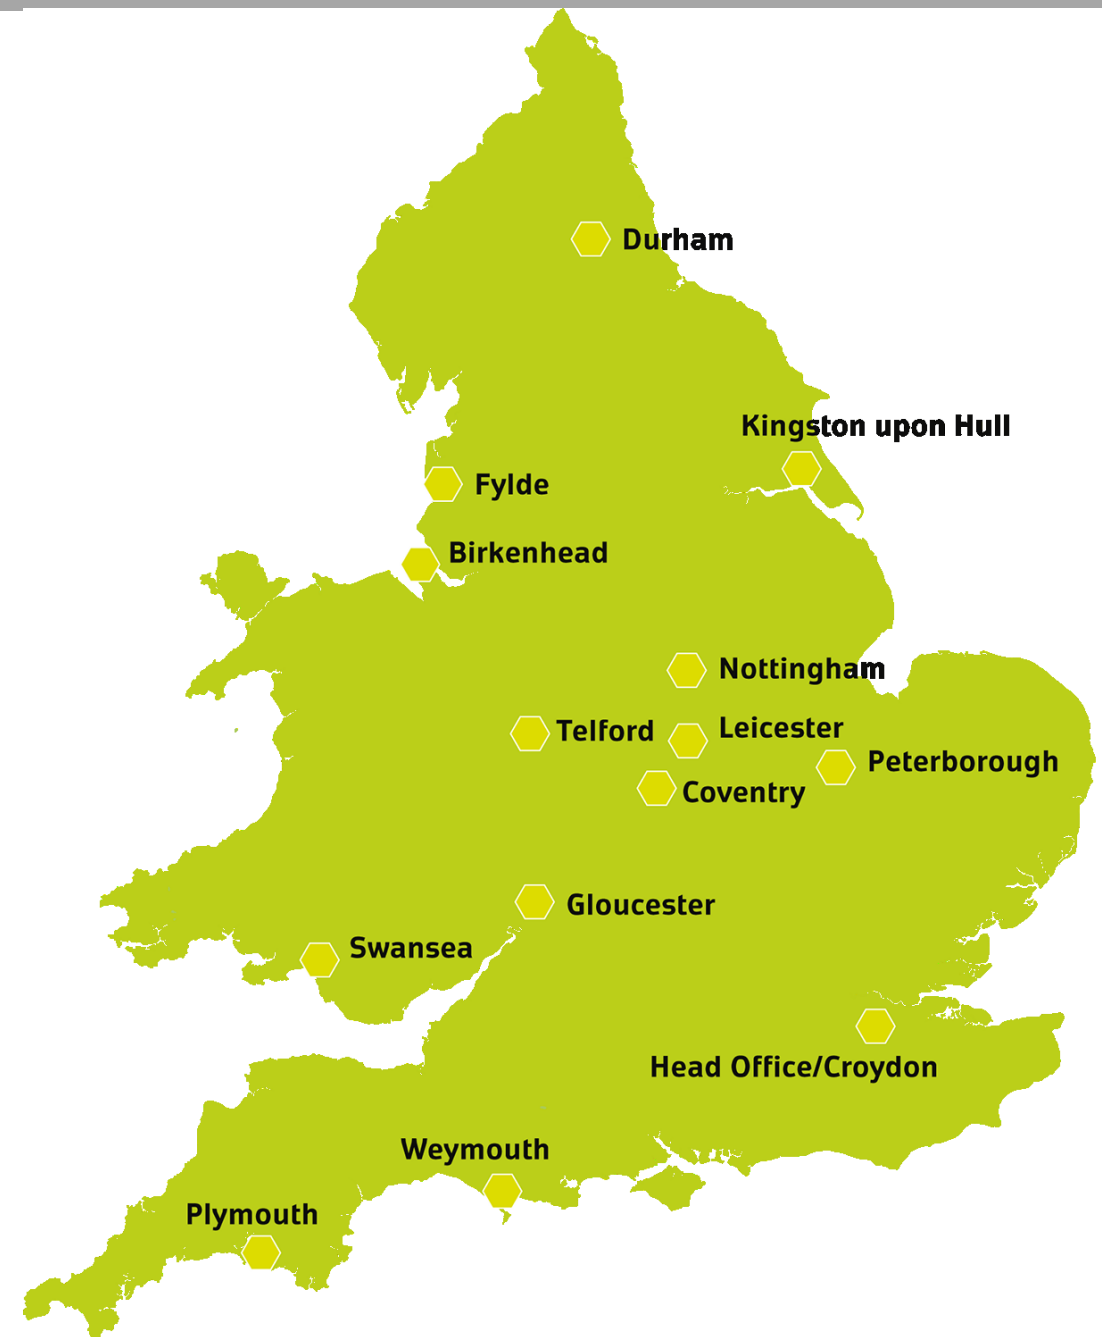 Durham
Kingston upon Hull
Fylde
Birkenhead
Nottingham
Telford
Leicester
Peterborough
Coventry
Gloucester
Swansea
Head Office/Croydon
Weymouth
Plymouth